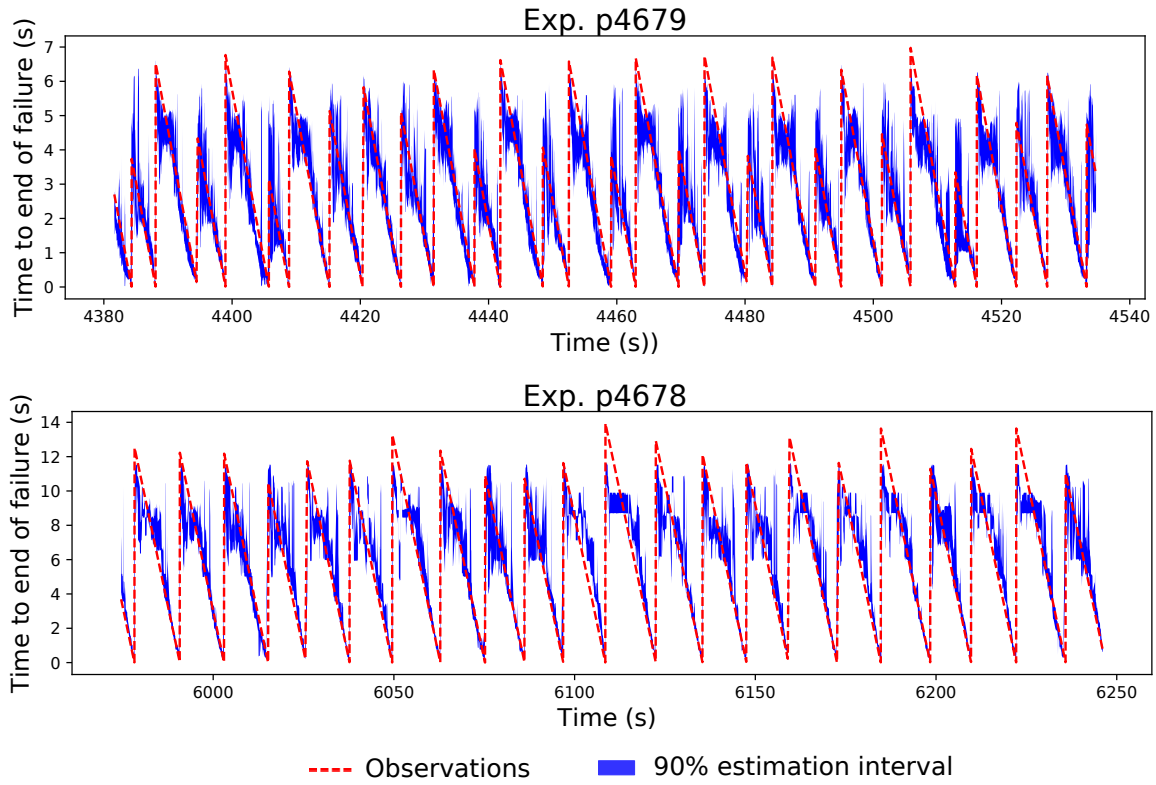 Exp. p4679
Time to end of failure (s)
7
6
5
4
3
2
1
0
4380 4400 4420 4440 4460 4480 4500 4520 4540
Time (s))
Exp. p4678
Time to end of failure (s)
14
12
10
8
6
4
2
0
6000 6050 6100 6150 6200 6250
Time (s)
Observations 90% estimation interval